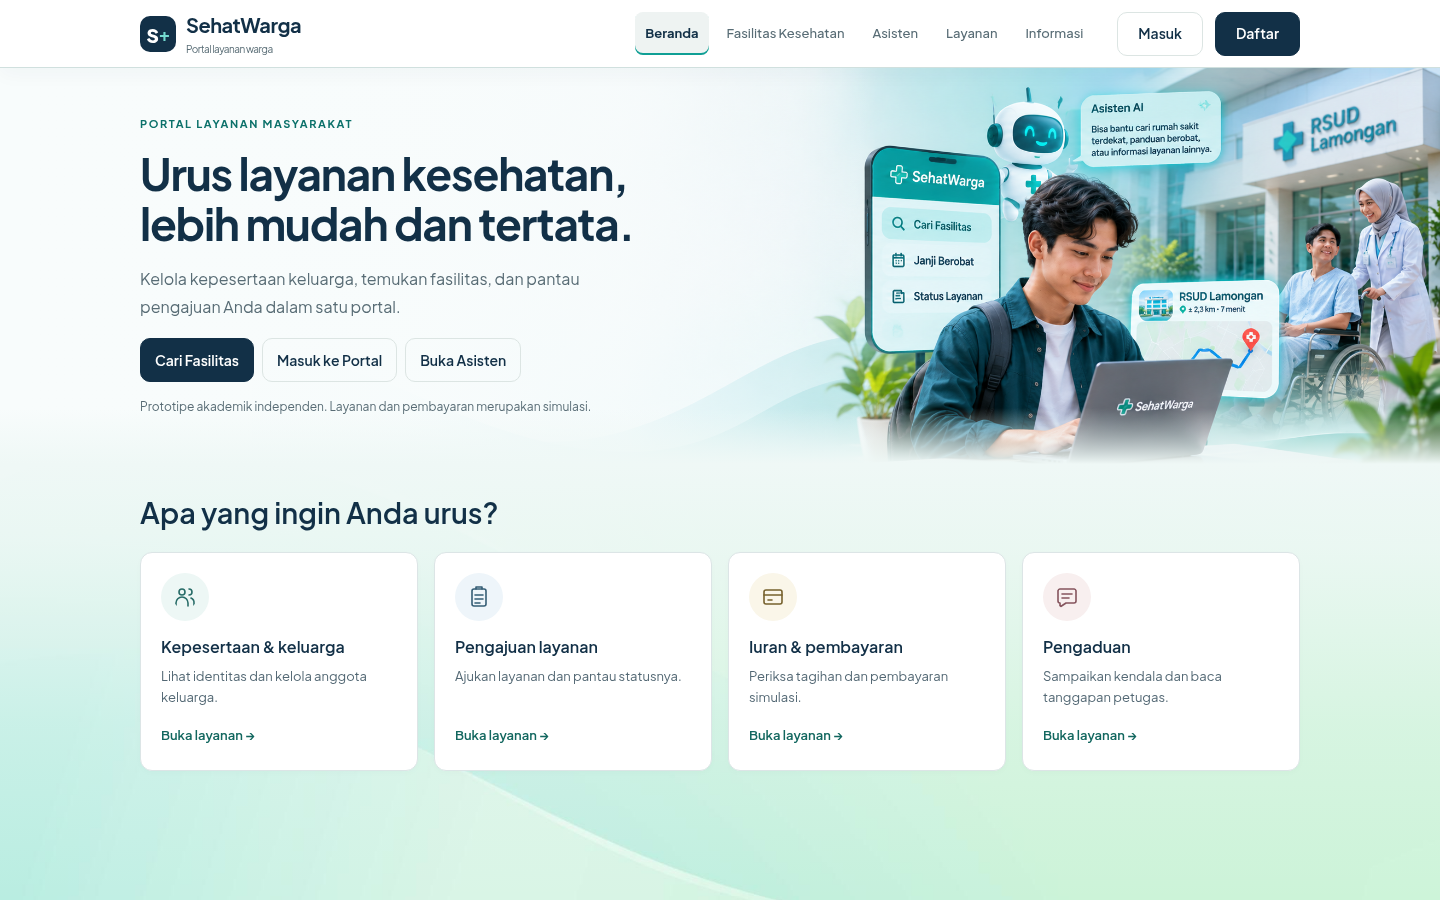 S+
SehatWarga
Portal layanan warga
Beranda
Fasilitas Kesehatan
Asisten
Layanan
Informasi
Masuk
Daftar
PORTAL LAYANAN MASYARAKAT
Urus layanan kesehatan,
lebih mudah dan tertata.
Kelola kepesertaan keluarga, temukan fasilitas, dan pantau
pengajuan Anda dalam satu portal.
Cari Fasilitas
Masuk ke Portal
Buka Asisten
Prototipe akademik independen. Layanan dan pembayaran merupakan simulasi.
SehatWarga
Cari Fasilitas
Janji Berobat
Status Layanan
Asisten AI
Bisa bantu cari rumah sakit
terdekat, panduan berobat,
atau informasi layanan lainnya.
RSUD
Lamongan
RSUD Lamongan
± 2,3 km • 7 menit
SehatWarga
Apa yang ingin Anda urus?
Kepesertaan & keluarga
Lihat identitas dan kelola anggota
keluarga.
Buka layanan →
Pengajuan layanan
Ajukan layanan dan pantau statusnya.
Buka layanan →
Iuran & pembayaran
Periksa tagihan dan pembayaran
simulasi.
Buka layanan →
Pengaduan
Sampaikan kendala dan baca
tanggapan petugas.
Buka layanan →